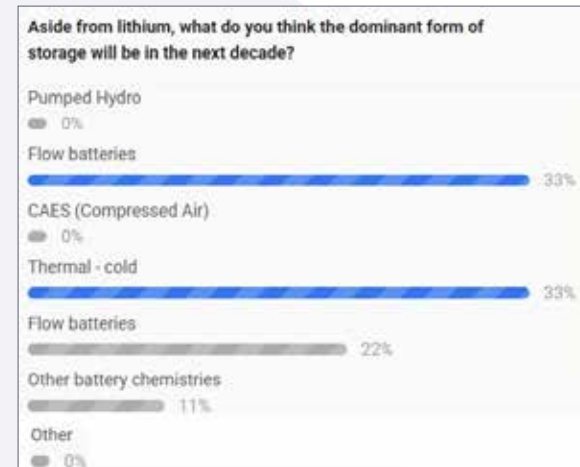 Aside from lithium, what do you think the dominant form of
storage will be in the next decade?
Pumped Hydro
0%
Flow batteries
33%
CAES (Compressed Air)
0%
Thermal - cold
33%
Flow batteries
22%
Other battery chemistries
11%
Other
0%